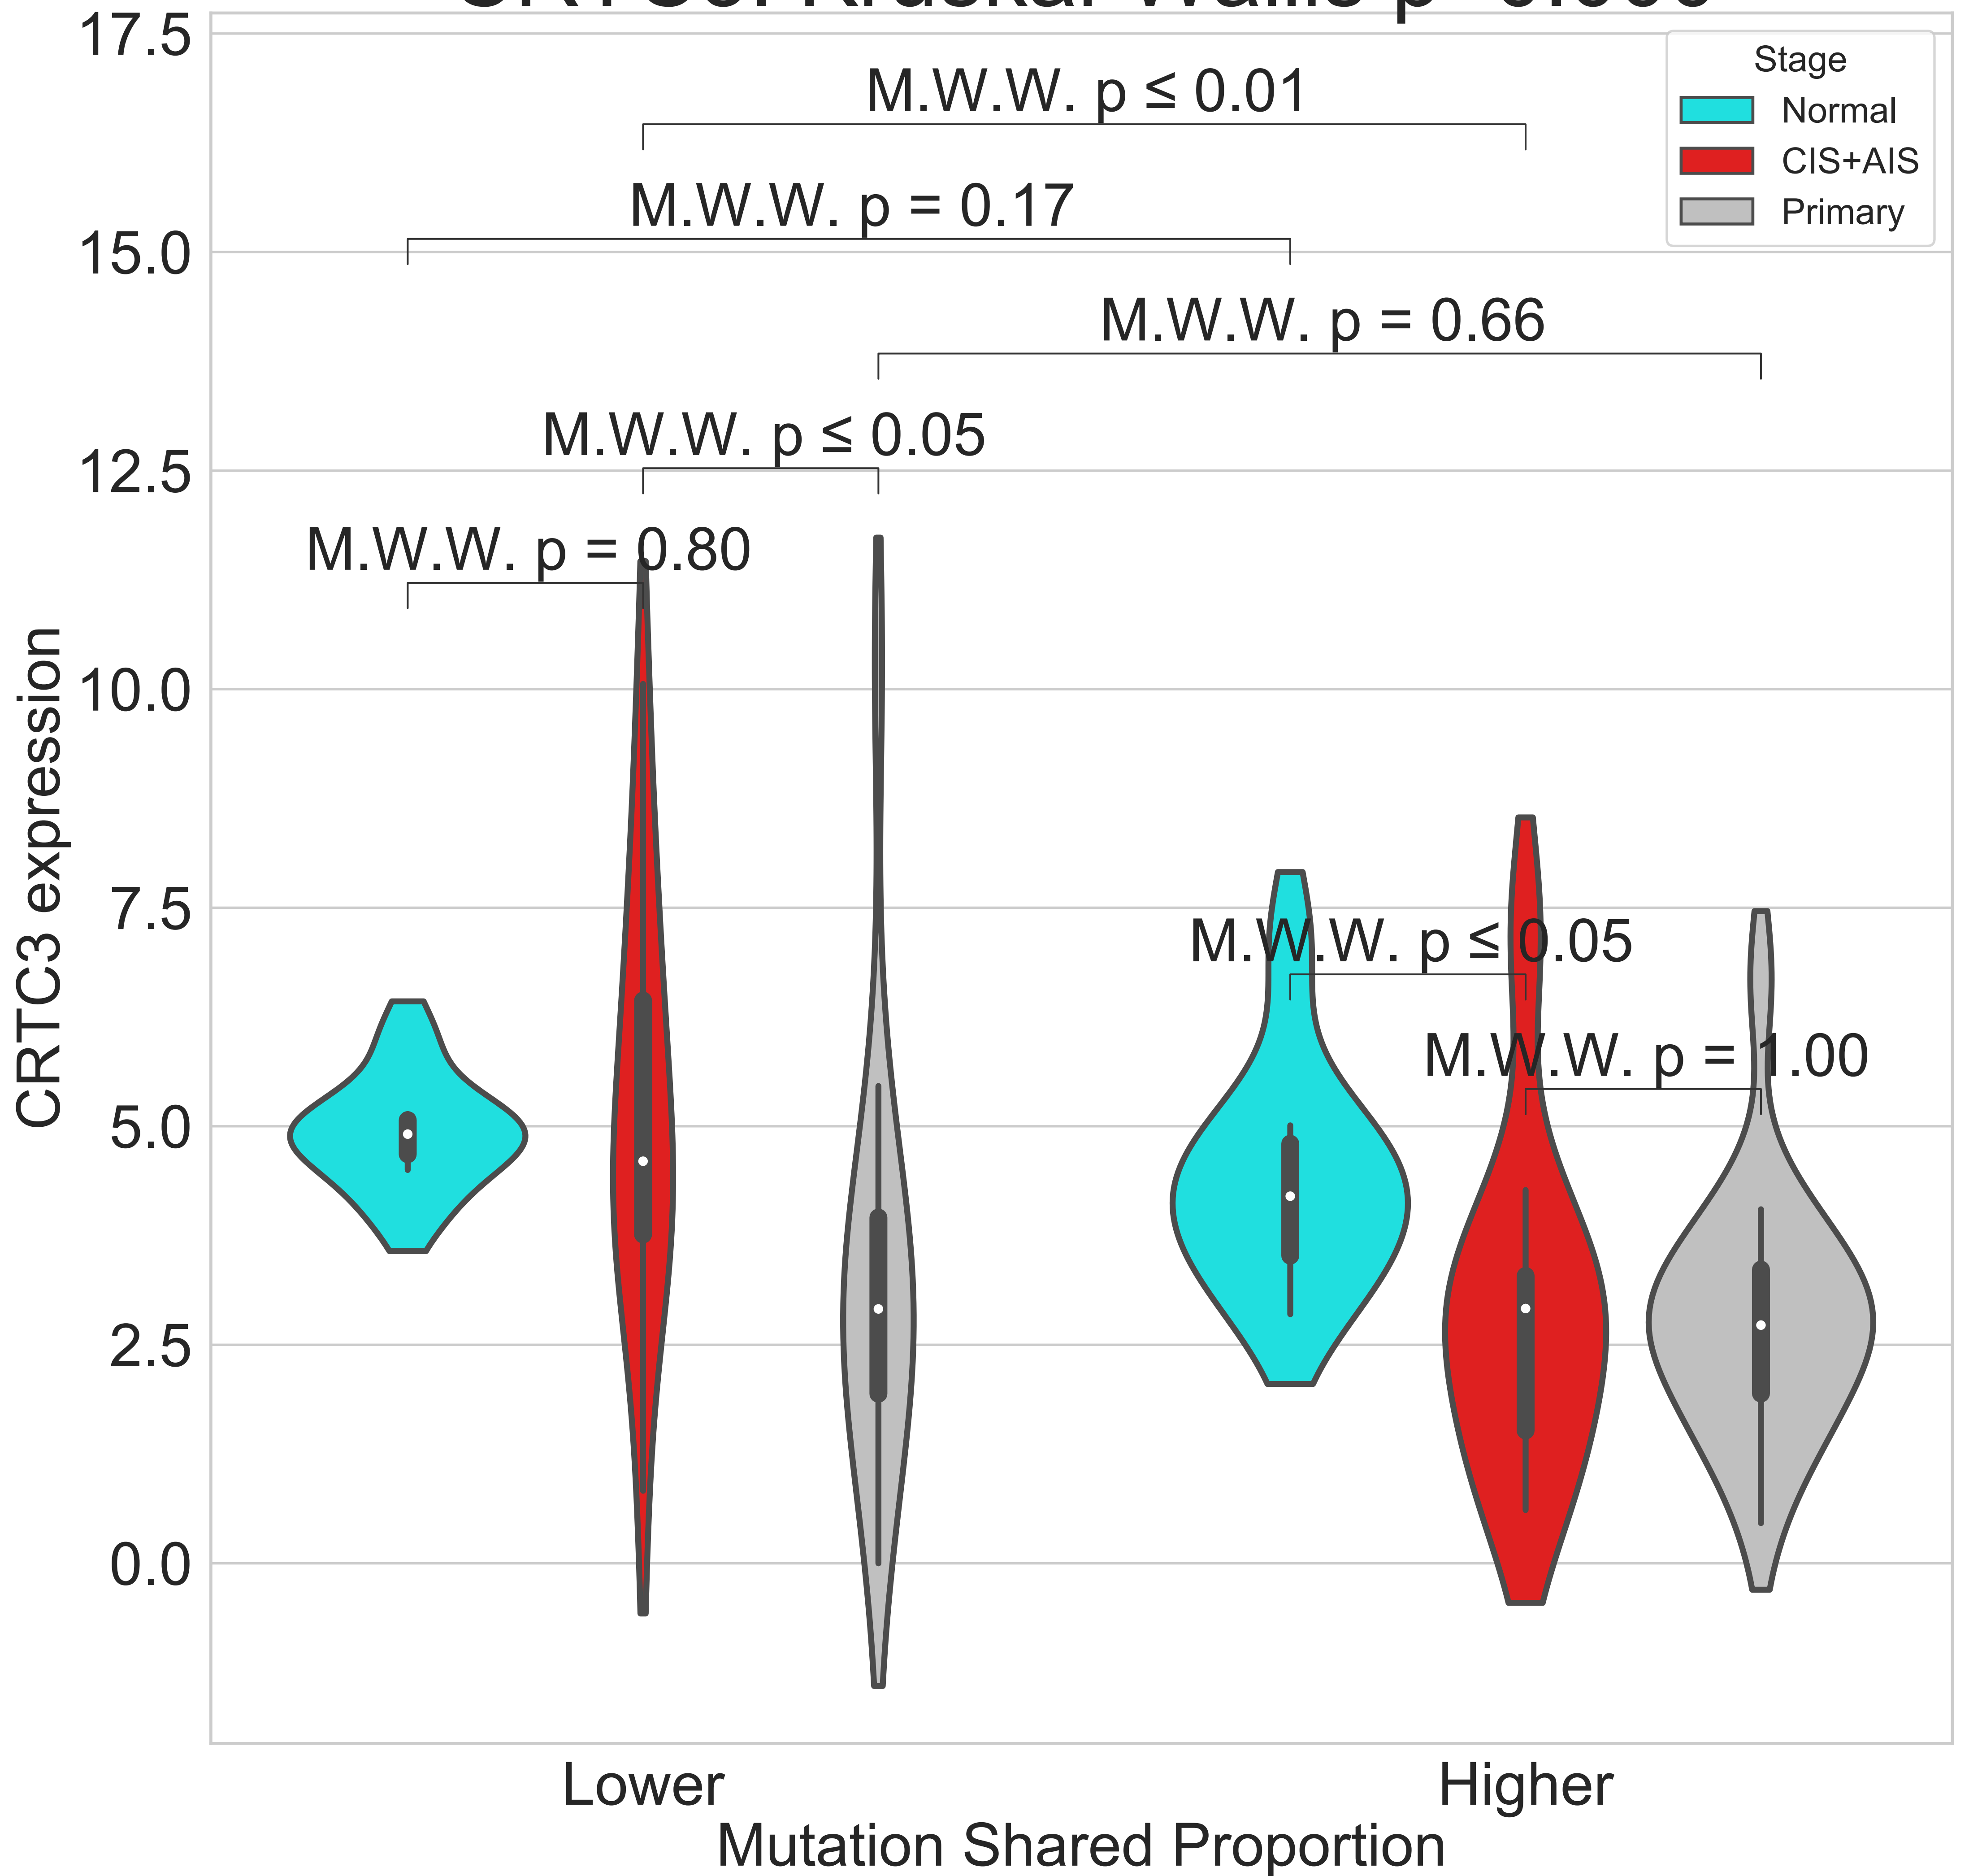 17.5
15.0
12.5
10.0
7.5
5.0
2.5
0.0
CRTC3 expression
M.W.W. p ≤ 0.01
M.W.W. p = 0.17
M.W.W. p = 0.66
M.W.W. p ≤ 0.05
M.W.W. p = 0.80
M.W.W. p ≤ 0.05
M.W.W. p = 1.00
Stage
Normal
CIS+AIS
Primary
Lower
Higher
Mutation Shared Proportion